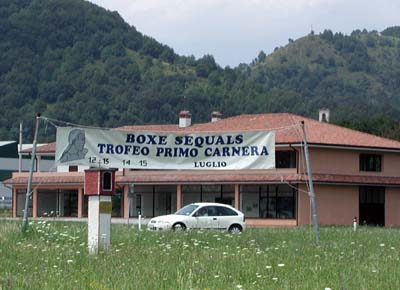 BOXE SEQUALS
TROFEO PRIMO CARNERA
12 - 13 14 - 15 LUGLIO